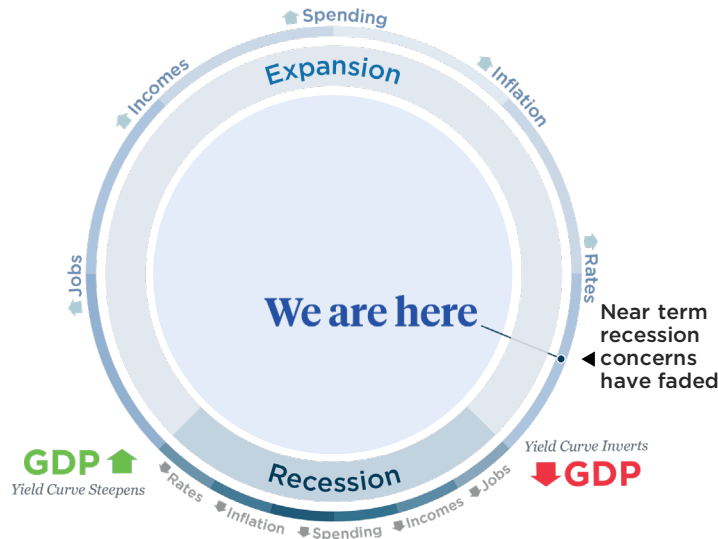 Spending
Expansion
Incomes
Inflation
Jobs
Rates
We are here
Near term
recession
concerns
have faded
GDP
Yield Curve Steepens
Yield Curve Inverts
GDP
Recession
Rates
Inflation
Spending
Incomes
Jobs